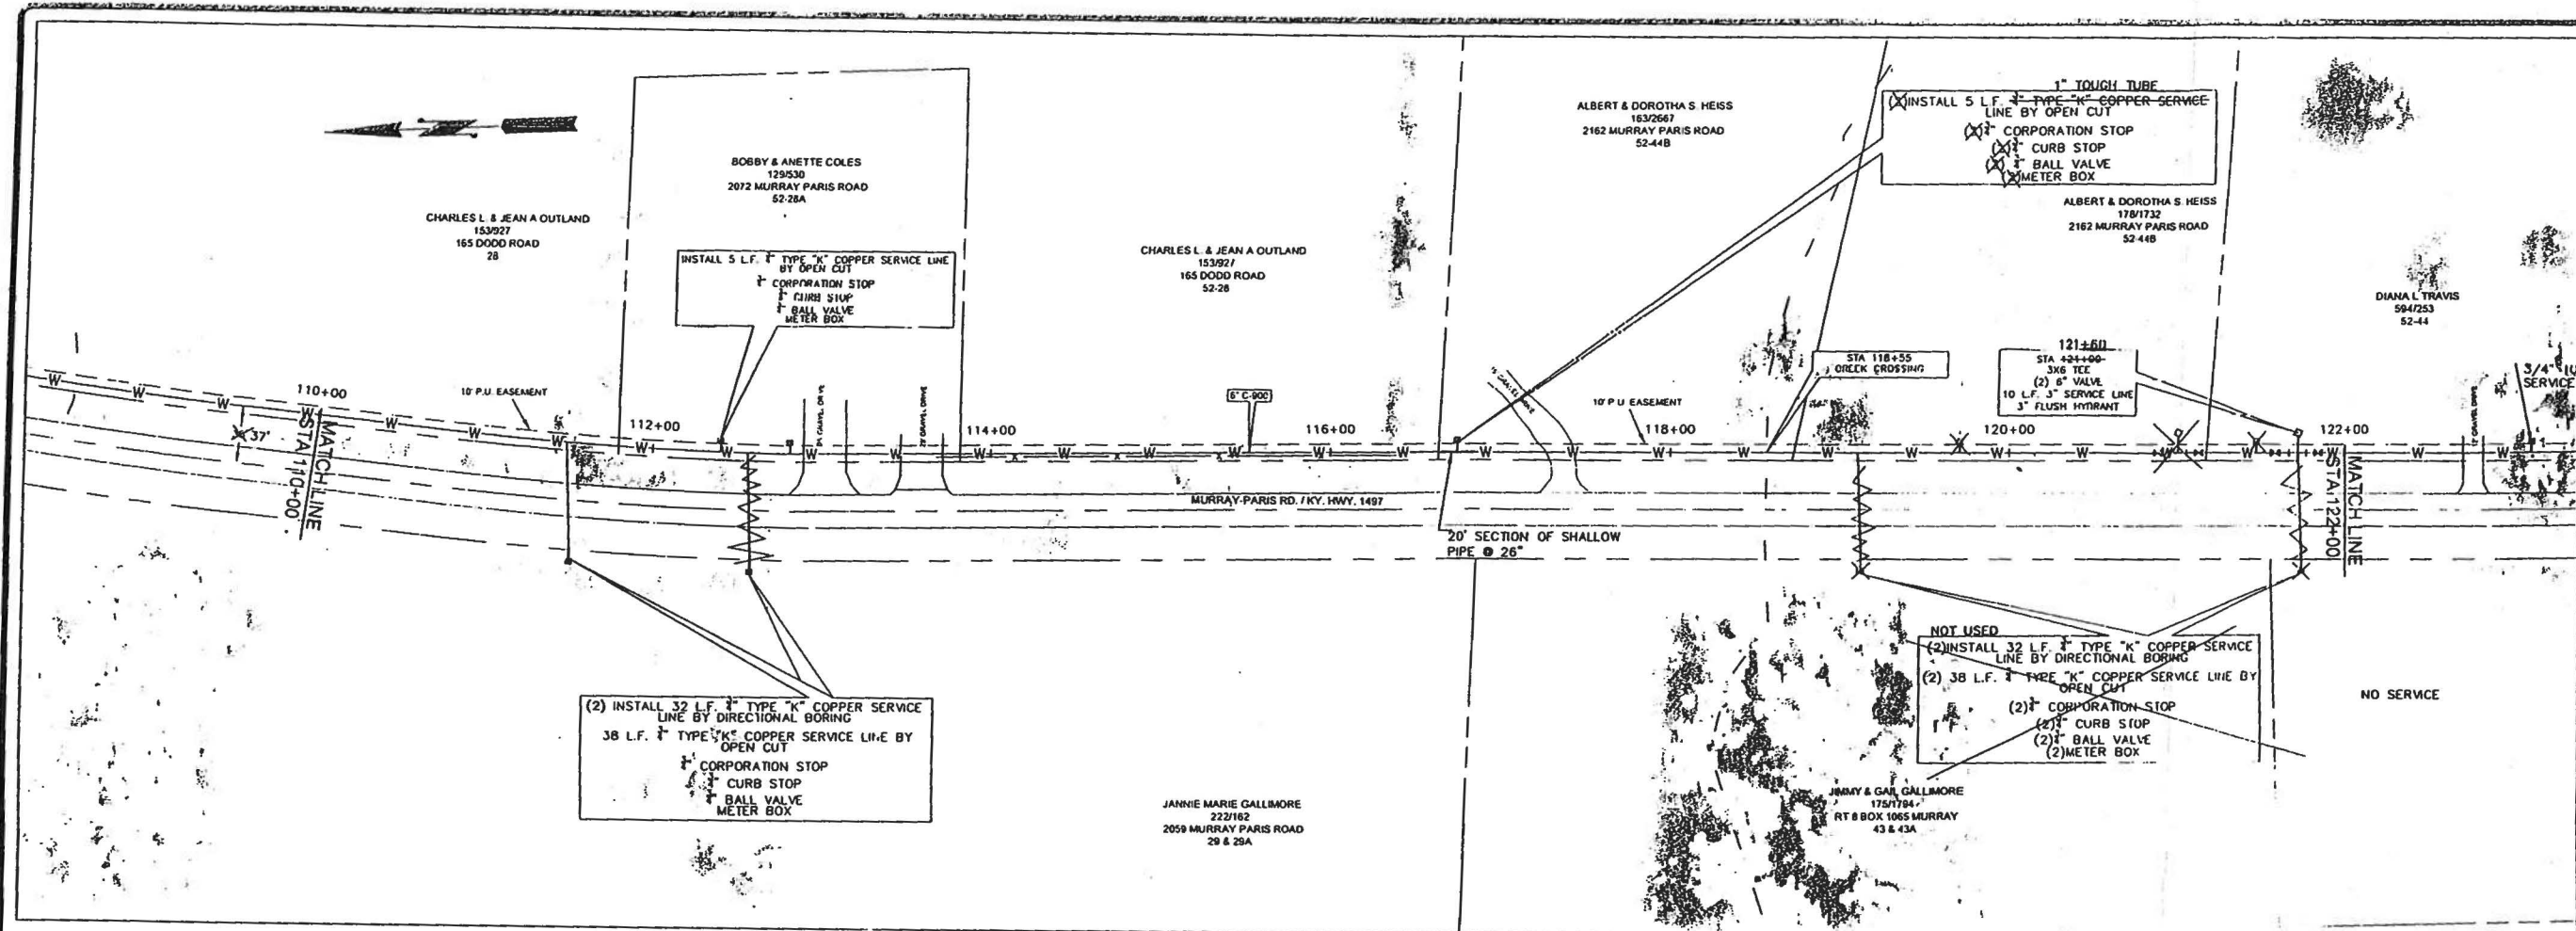 CHARLES L. & JEAN A OUTLAND
153/927
165 DODD ROAD
28
BOBBY & ANETTE COLES
129/530
2072 MURRAY PARIS ROAD
52-28A
INSTALL 5 L.F. TYPE "K" COPPER SERVICE LINE
BY OPEN CUT
CORPORATION STOP
CURB STOP
BALL VALVE
METER BOX
CHARLES L. & JEAN A OUTLAND
165 DODD ROAD
52-28
ALBERT & DOROTHA S. HEISS
163/2667
2162 MURRAY PARIS ROAD
52-44B
1" TOUGH TUBE
INSTALL 5 L.F. TYPE "K" COPPER SERVICE
LINE BY OPEN CUT
CORPORATION STOP
CURB STOP
BALL VALVE
METER BOX
ALBERT & DOROTHA S. HEISS
178/1732
2162 MURRAY PARIS ROAD
52-44B
DIANA L TRAVIS
594/253
52-44
STA 118+55
CREEK CROSSING
121+60
STA 121+00
3X6 TEE
(2) 6" VALVE
10 L.F. 3" SERVICE LINE
3" FLUSH HYDRANT
3/4"
SERVICE
W W W 110+00 W W W W 112+00 W W W W 114+00 W W W W 116+00 W W W W 118+00 W W W W 120+00 W W W W 122+00 W W
10' P.U. EASEMENT
GRAVEL DRIVE
6" C-900
10' P.U. EASEMENT
37'
MATCH LINE
STA 110+00
MURRAY-PARIS RD. / KY. HWY. 1497
20' SECTION OF SHALLOW
PIPE @ 26"
MATCH LINE
STA. 122+00
(2) INSTALL 32 L.F. TYPE "K" COPPER SERVICE
LINE BY DIRECTIONAL BORING
38 L.F. TYPE "K" COPPER SERVICE LINE BY
OPEN CUT
CORPORATION STOP
CURB STOP
BALL VALVE
METER BOX
JANNIE MARIE GALLIMORE
222/162
2059 MURRAY PARIS ROAD
29 & 29A
NOT USED
(2)INSTALL 32 L.F. TYPE "K" COPPER SERVICE
LINE BY DIRECTIONAL BORING
(2) 38 L.F. TYPE "K" COPPER SERVICE LINE BY
OPEN CUT
(2) CORPORATION STOP
(2) CURB STOP
(2) BALL VALVE
(2)METER BOX
JIMMY & GAIL GALLIMORE
175/1794
RT 8 BOX 1065 MURRAY
43 & 43A
NO SERVICE